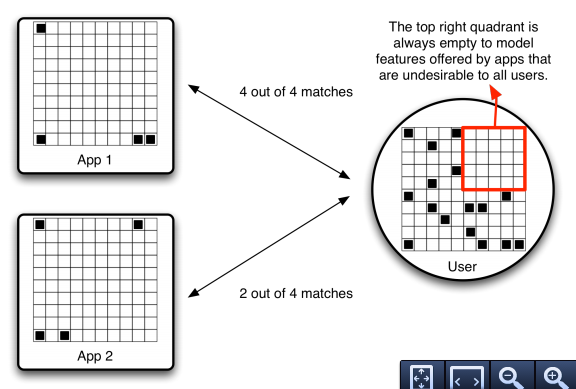 The top right quadrant is
always empty to model
features offered by apps that
are undesirable to all users.
4 out of 4 matches
App 1
User
2 out of 4 matches
App 2